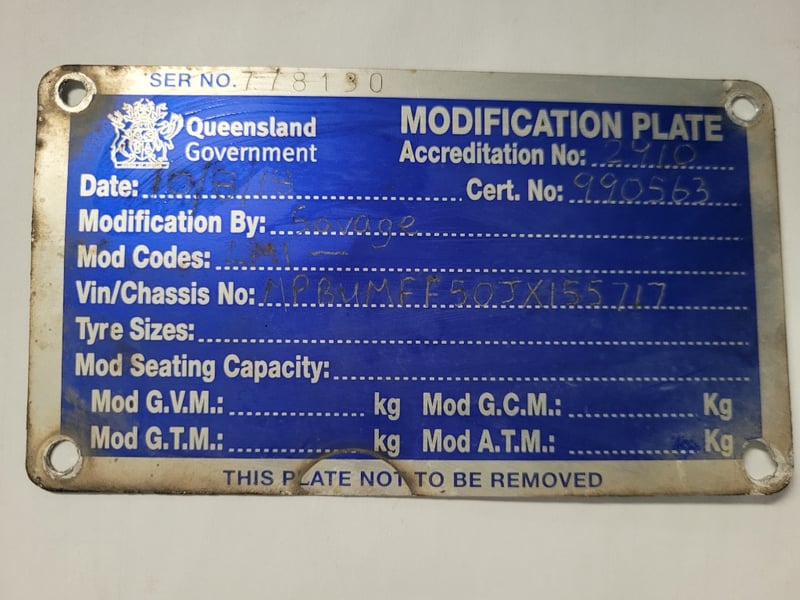 SER NO. 778130
Queensland Government
MODIFICATION PLATE
Accreditation No: 2910
Date: 10/8/18
Cert. No: 990563
Modification By: Savage
Mod Codes: LM1 –
Vin/Chassis No: MPBUMFF50JX155717
Tyre Sizes:
Mod Seating Capacity:
Mod G.V.M.: kg Mod G.C.M.: Kg
Mod G.T.M.: kg Mod A.T.M.: Kg
THIS PLATE NOT TO BE REMOVED